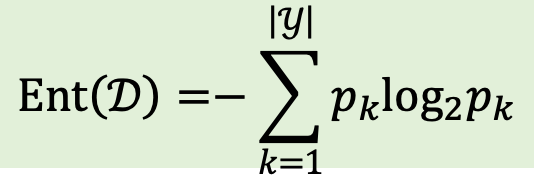 Ent(𝒟) =− ∑_{k=1}^{|𝒴|} p_k log₂ p_k